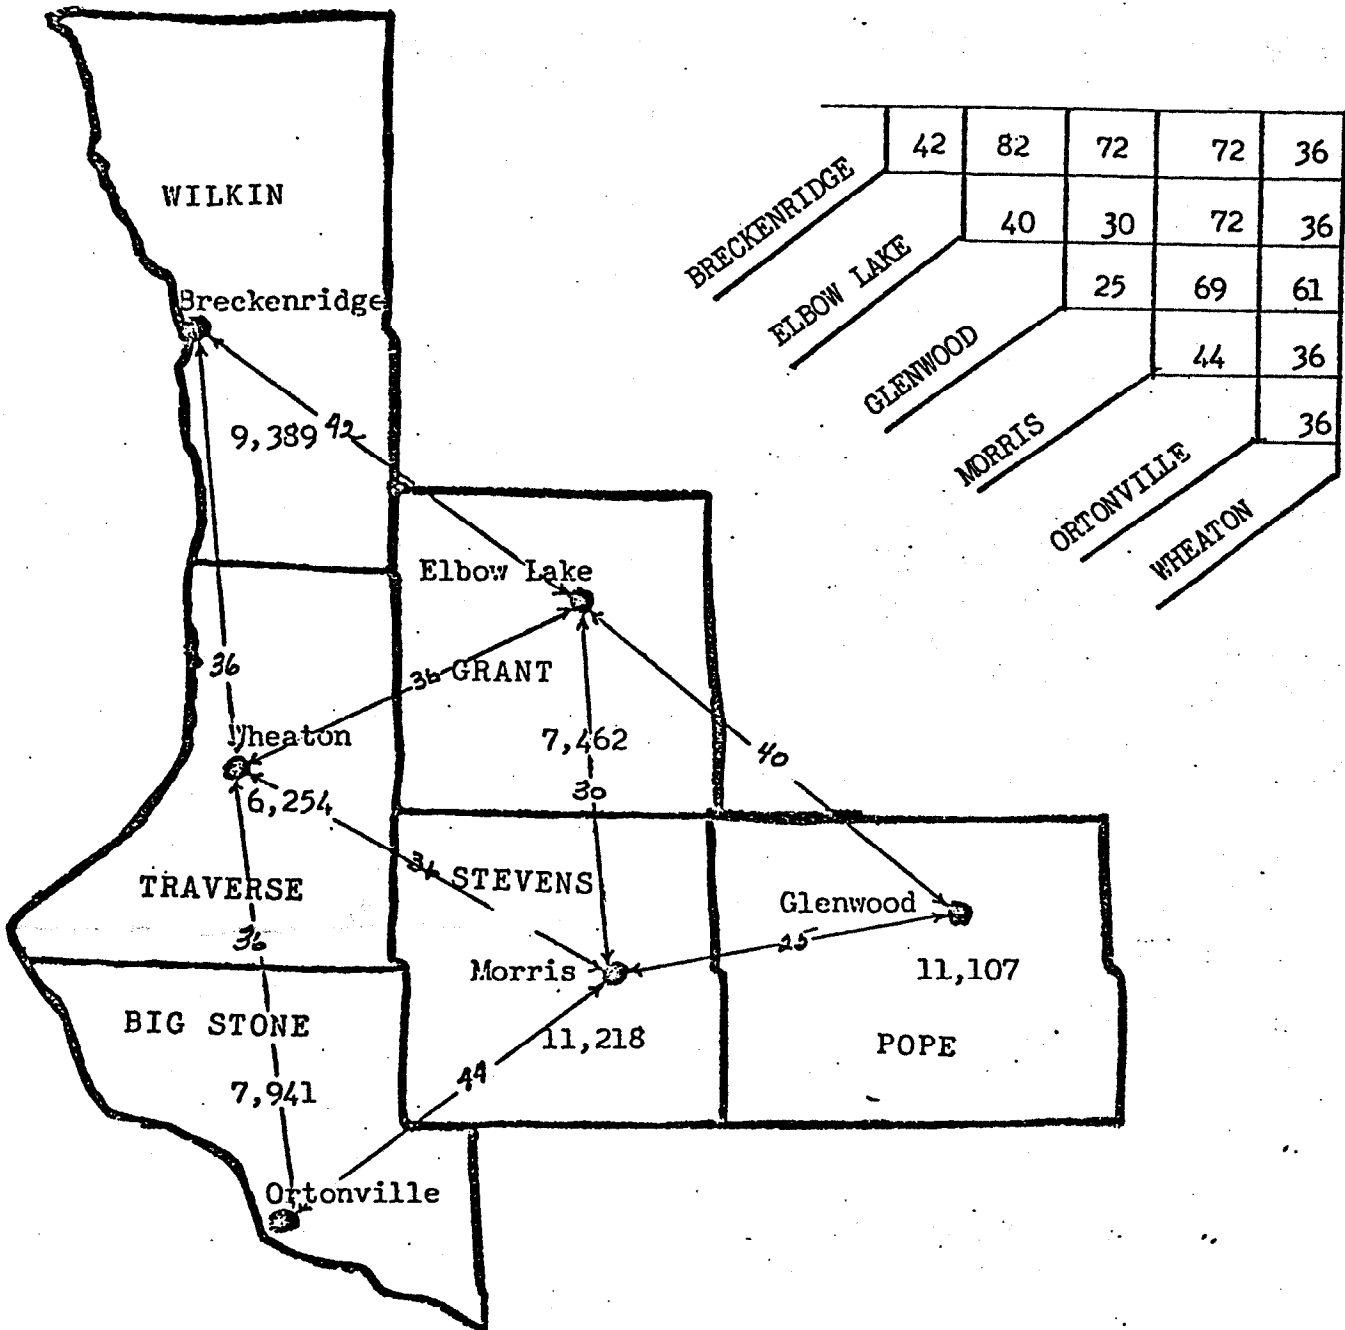 42 82 72 72 36
BRECKENRIDGE
40 30 72 36
ELBOW LAKE
25 69 61
GLENWOOD
44 36
MORRIS
36
ORTONVILLE
WHEATON
WILKIN
Breckenridge
9,389
42
Elbow Lake
36
36
GRANT
Wheaton
7,462
40
6,254
30
36
STEVENS
TRAVERSE
Glenwood
36
25
Morris
11,107
BIG STONE
11,218
POPE
7,941
44
Ortonville